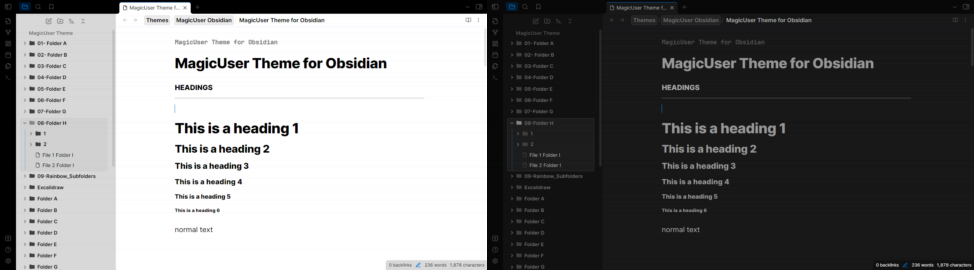 MagicUser Theme f...
Themes
MagicUser Obsidian
MagicUser Theme for Obsidian
MagicUser Theme
01- Folder A
02- Folder B
03-Folder C
04-Folder D
05-Folder E
06-Folder F
07-Folder G
08-Folder H
1
2
File 1 Folder I
File 2 Folder I
09-Rainbow_Subfolders
Excalidraw
Folder A
Folder B
Folder C
Folder D
Folder E
Folder F
Folder G
MagicUser Theme for Obsidian
MagicUser Theme for Obsidian
HEADINGS
This is a heading 1
This is a heading 2
This is a heading 3
This is a heading 4
This is a heading 5
This is a heading 6
normal text
0 backlinks 236 words 1,878 characters
MagicUser Theme f...
Themes
MagicUser Obsidian
MagicUser Theme for Obsidian
MagicUser Theme
01- Folder A
02- Folder B
03-Folder C
04-Folder D
05-Folder E
06-Folder F
07-Folder G
08-Folder H
1
2
File 1 Folder I
File 2 Folder I
09-Rainbow_Subfolders
Excalidraw
Folder A
Folder B
Folder C
Folder D
Folder E
Folder F
Folder G
MagicUser Theme for Obsidian
MagicUser Theme for Obsidian
HEADINGS
This is a heading 1
This is a heading 2
This is a heading 3
This is a heading 4
This is a heading 5
This is a heading 6
normal text
0 backlinks 236 words 1,878 characters